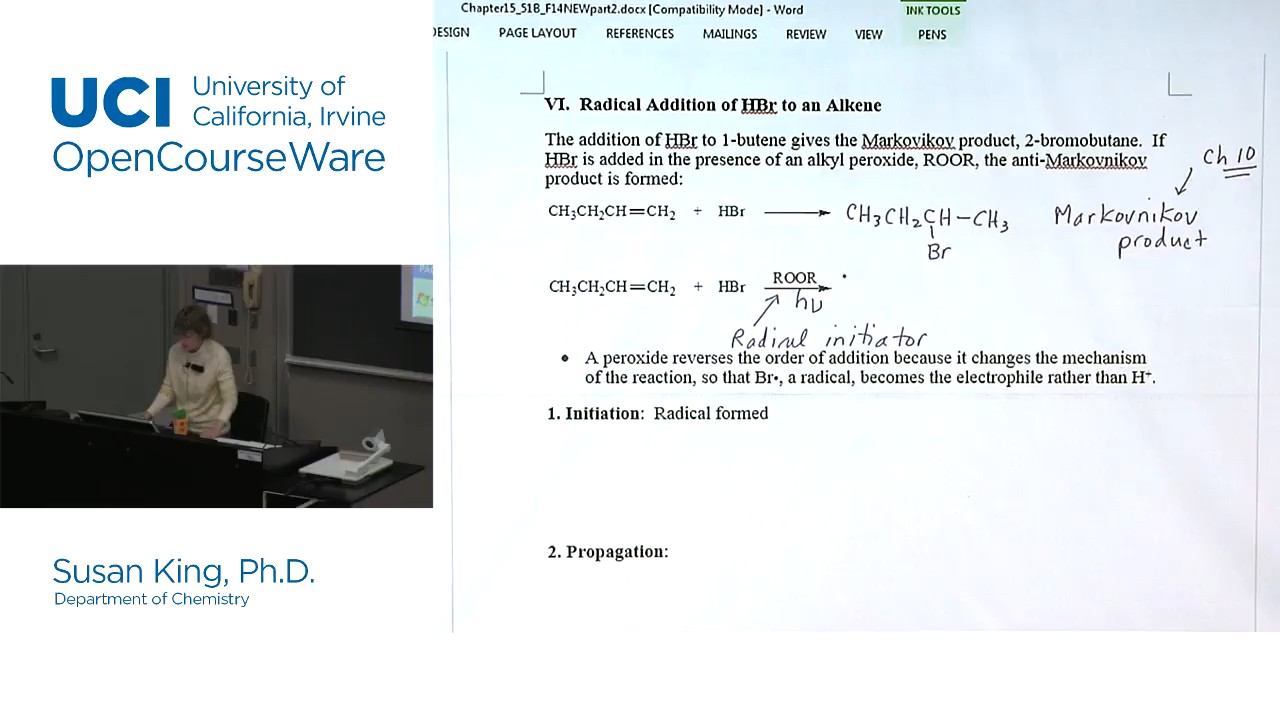 UCI University of
California, Irvine
OpenCourseWare
Susan King, Ph.D.
Department of Chemistry
Chapter15_51B_F14NEWpart2.docx [Compatibility Mode] - Word
INK TOOLS
DESIGN PAGE LAYOUT REFERENCES MAILINGS REVIEW VIEW PENS
VI. Radical Addition of HBr to an Alkene
The addition of HBr to 1-butene gives the Markovikov product, 2-bromobutane. If
HBr is added in the presence of an alkyl peroxide, ROOR, the anti-Markovnikov
product is formed:
Ch 10
CH₃CH₂CH=CH₂ + HBr → CH₃CH₂CH-CH₃ Markovnikov
Br product
CH₃CH₂CH=CH₂ + HBr ROOR
hν
Radical initiator
• A peroxide reverses the order of addition because it changes the mechanism
of the reaction, so that Br•, a radical, becomes the electrophile rather than H⁺.
1. Initiation: Radical formed
2. Propagation: